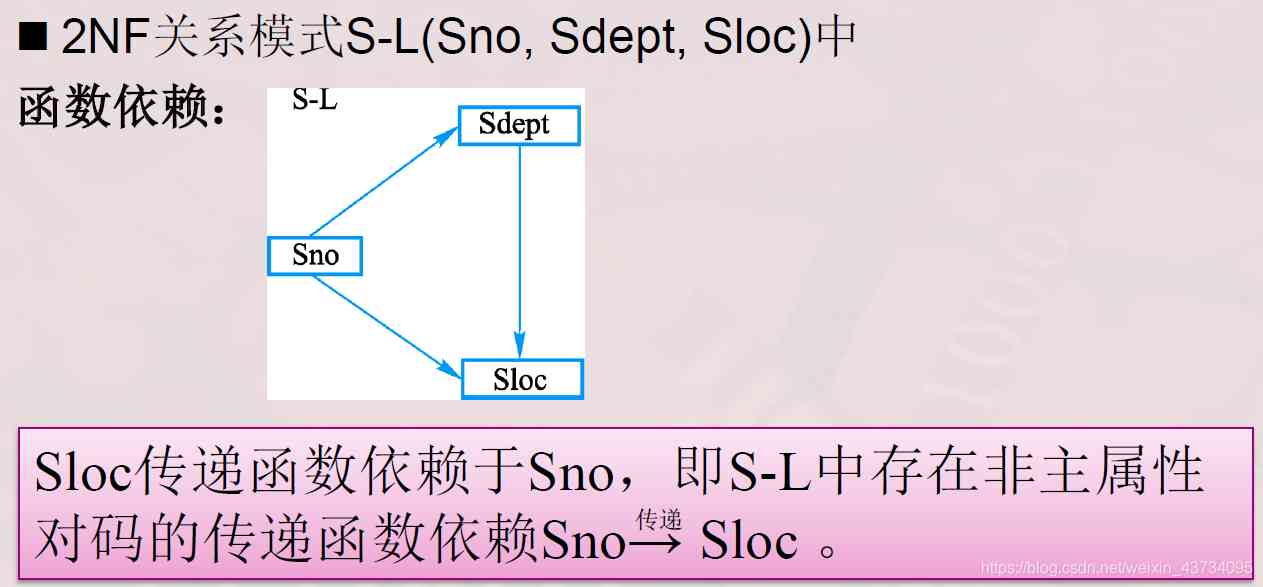 ■ 2NF关系模式S-L(Sno, Sdept, Sloc)中
函数依赖：
S-L
Sdept
Sno
Sloc
Sloc传递函数依赖于Sno，即S-L中存在非主属性
传递
对码的传递函数依赖Sno→ Sloc 。
https://blog.csdn.net/weixin_43734095